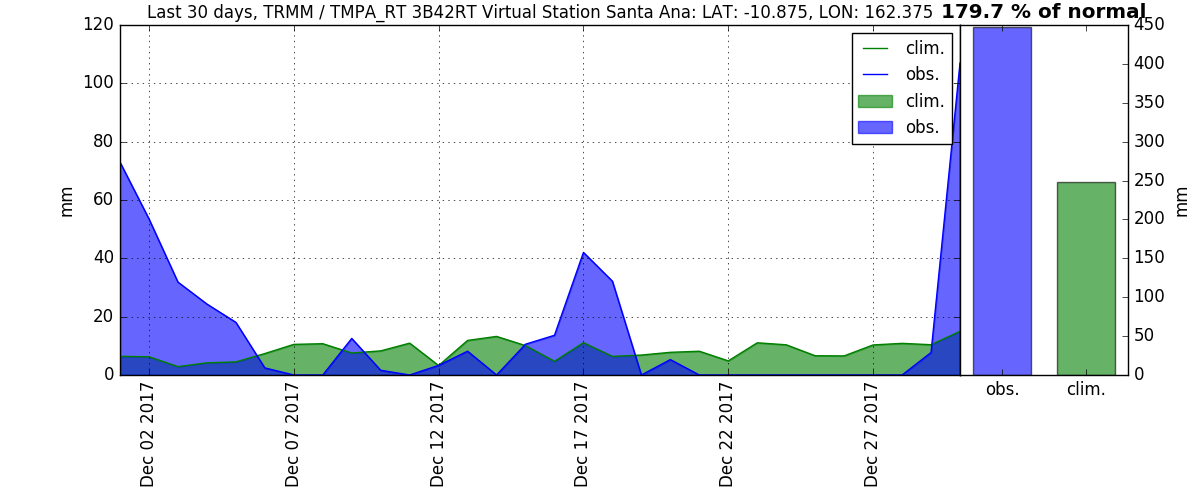 Last 30 days, TRMM / TMPA_RT 3B42RT Virtual Station Santa Ana: LAT: -10.875, LON: 162.375 179.7 % of normal
120
100
80
60
40
20
0
mm
clim.
obs.
clim.
obs.
450
400
350
300
250
200
150
100
50
0
mm
Dec 02 2017
Dec 07 2017
Dec 12 2017
Dec 17 2017
Dec 22 2017
Dec 27 2017
obs.
clim.